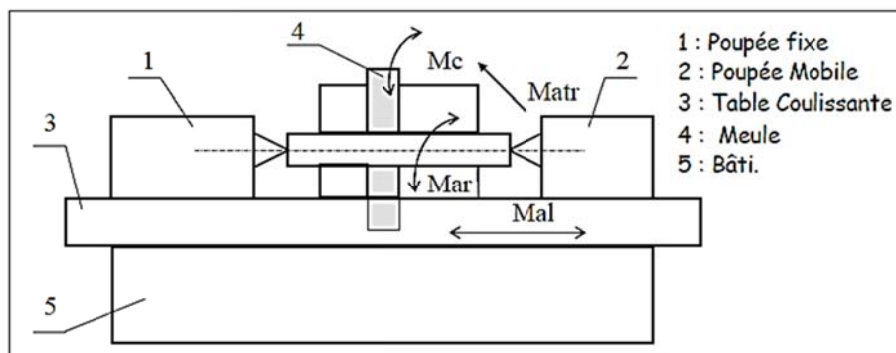 4
Mc
1
2
Matr
3
Mar
Mal
5
1 : Poupée fixe
2 : Poupée Mobile
3 : Table Coulissante
4 : Meule
5 : Bâti.